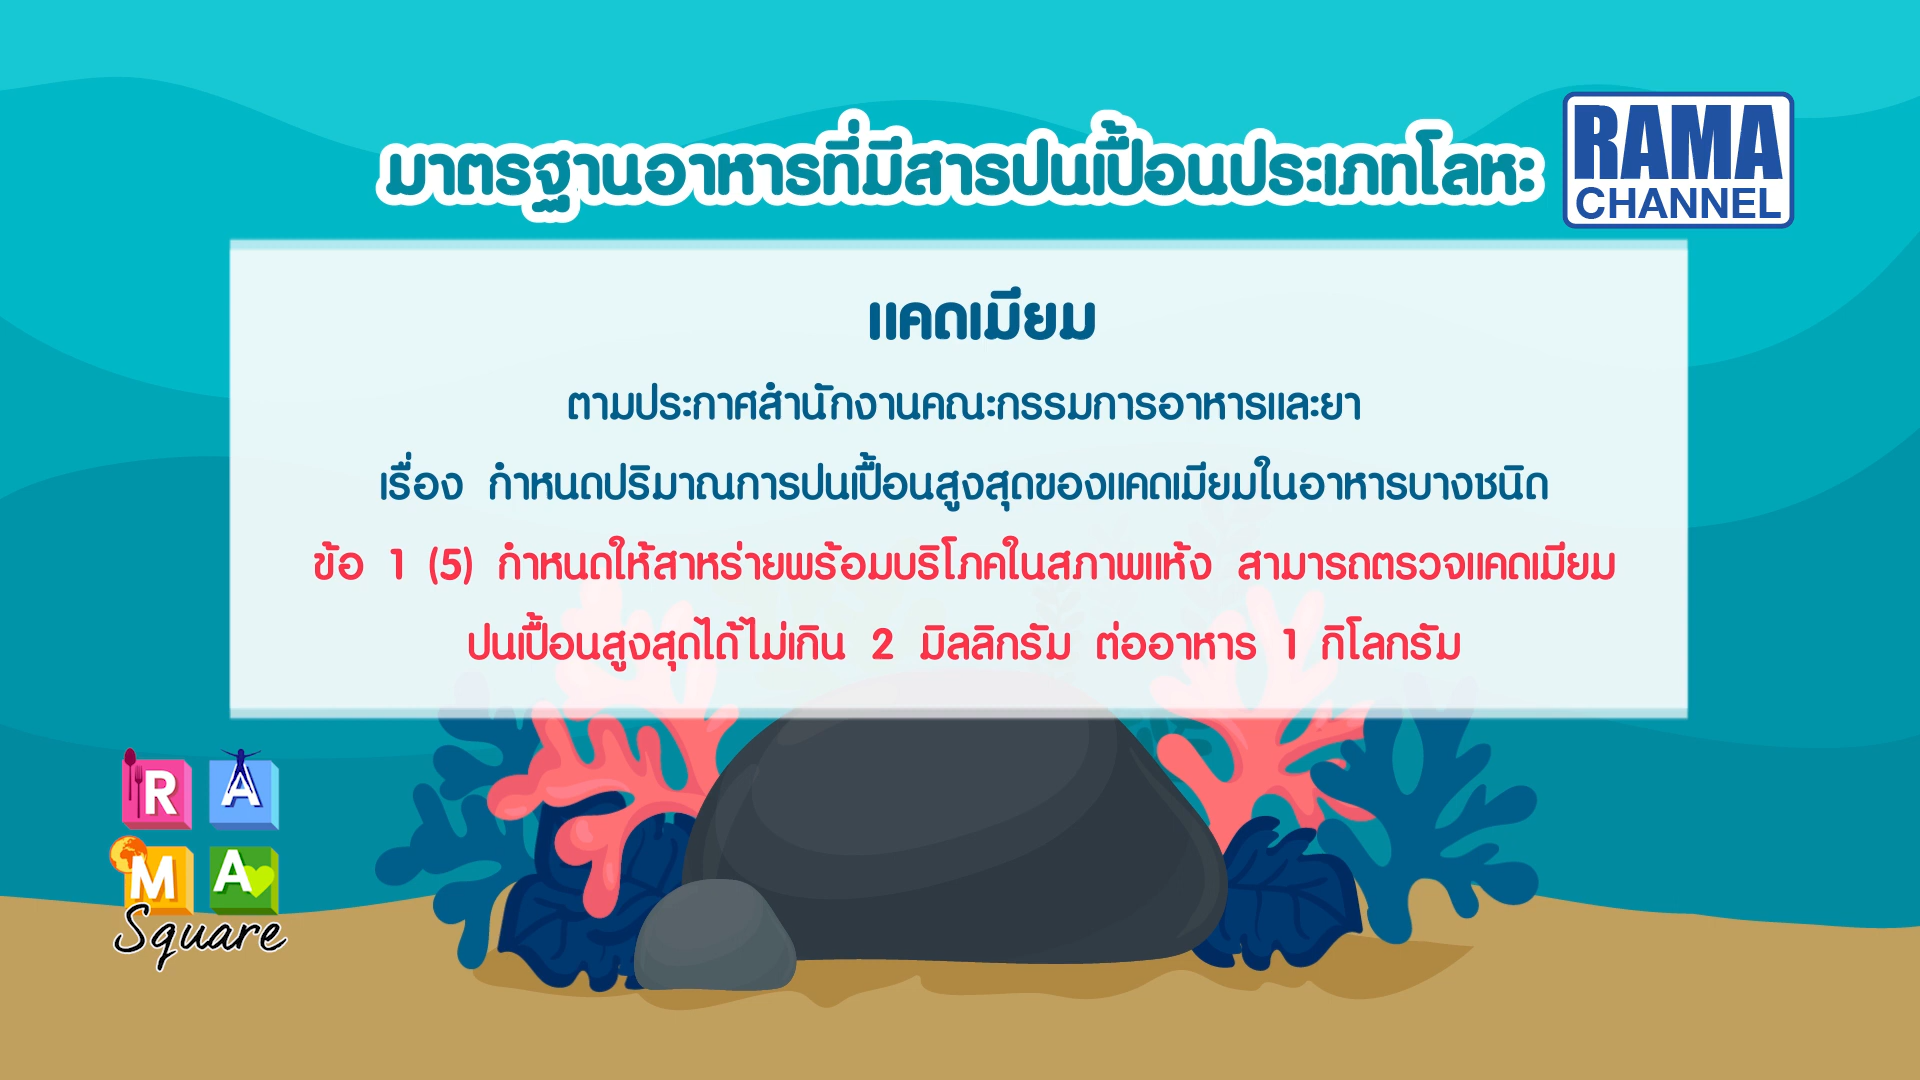 มาตรฐานอาหารที่มีสารปนเปื้อนประเภทโลหะ
RAMA
CHANNEL
แคดเมียม
ตามประกาศสำนักงานคณะกรรมการอาหารและยา
เรื่อง กำหนดปริมาณการปนเปื้อนสูงสุดของแคดเมียมในอาหารบางชนิด
ข้อ 1 (5) กำหนดให้สาหร่ายพร้อมบริโภคในสภาพแห้ง สามารถตรวจแคดเมียม
ปนเปื้อนสูงสุดได้ไม่เกิน 2 มิลลิกรัม ต่ออาหาร 1 กิโลกรัม
RA
MA
Square